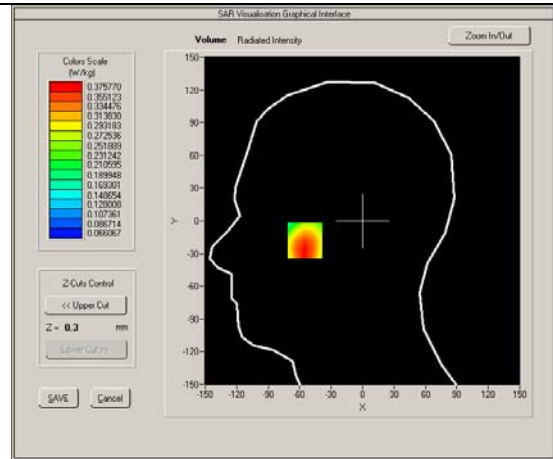 SAR Visualisation Graphical Interface
Volume Radiated Intensity
Zoom In/Out
Colors Scale
(W/kg)
0.375770
0.355123
0.334476
0.313830
0.293183
0.272536
0.251889
0.231242
0.210595
0.189948
0.169301
0.148654
0.128008
0.107361
0.086714
0.066067
Z-Cuts Control
<< Upper Cut
Z = 0.3 mm
Lower Cut >>
SAVE Cancel
150
120
90
60
30
0
-30
-60
-90
-120
-150
Y
-150 -120 -90 -60 -30 0 30 60 90 120 150
X